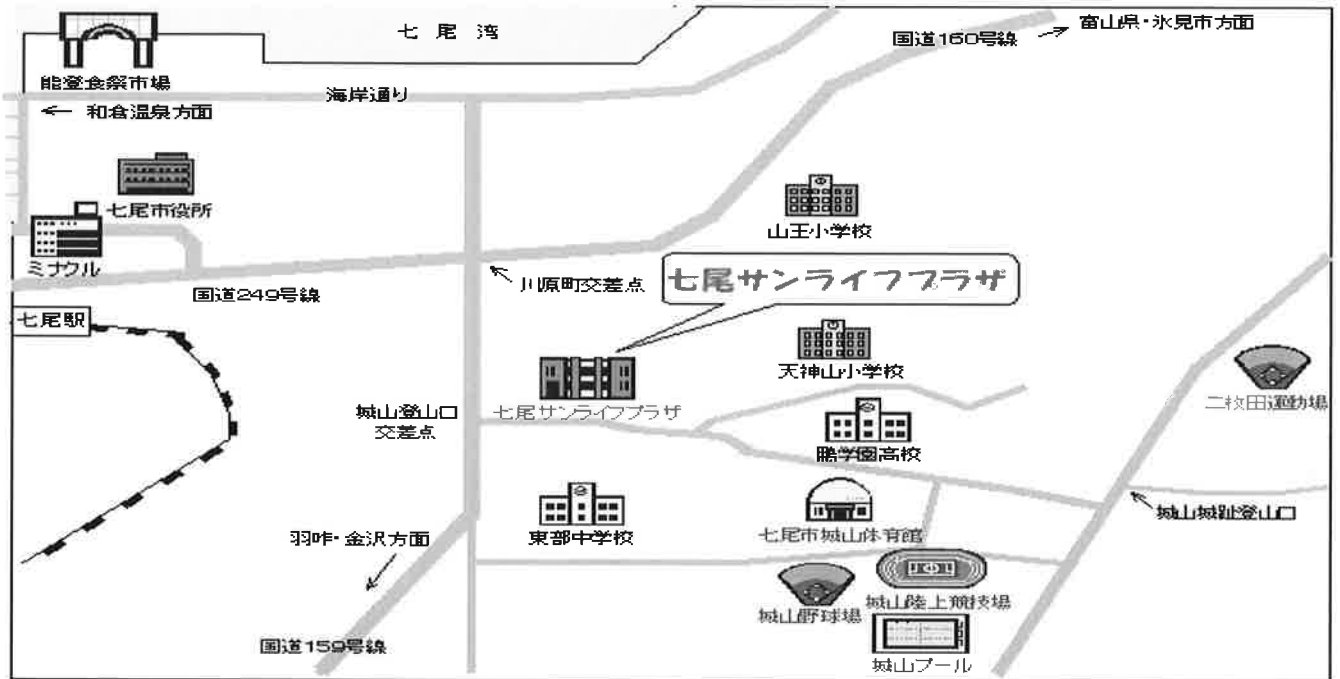 七尾湾
国道160号線
富山県・氷見市方面
能登食祭市場
海岸通り
和倉温泉方面
七尾市役所
山王小学校
ミナクル
川原町交差点
七尾サンライフプラザ
国道249号線
七尾駅
天神山小学校
七尾サンライフプラザ
城山登山口
交差点
二枚田運動場
鵬学園高校
城山城趾登山口
羽咋・金沢方面
東部中学校
七尾市城山体育館
城山野球場
城山陸上競技場
国道159号線
城山プール